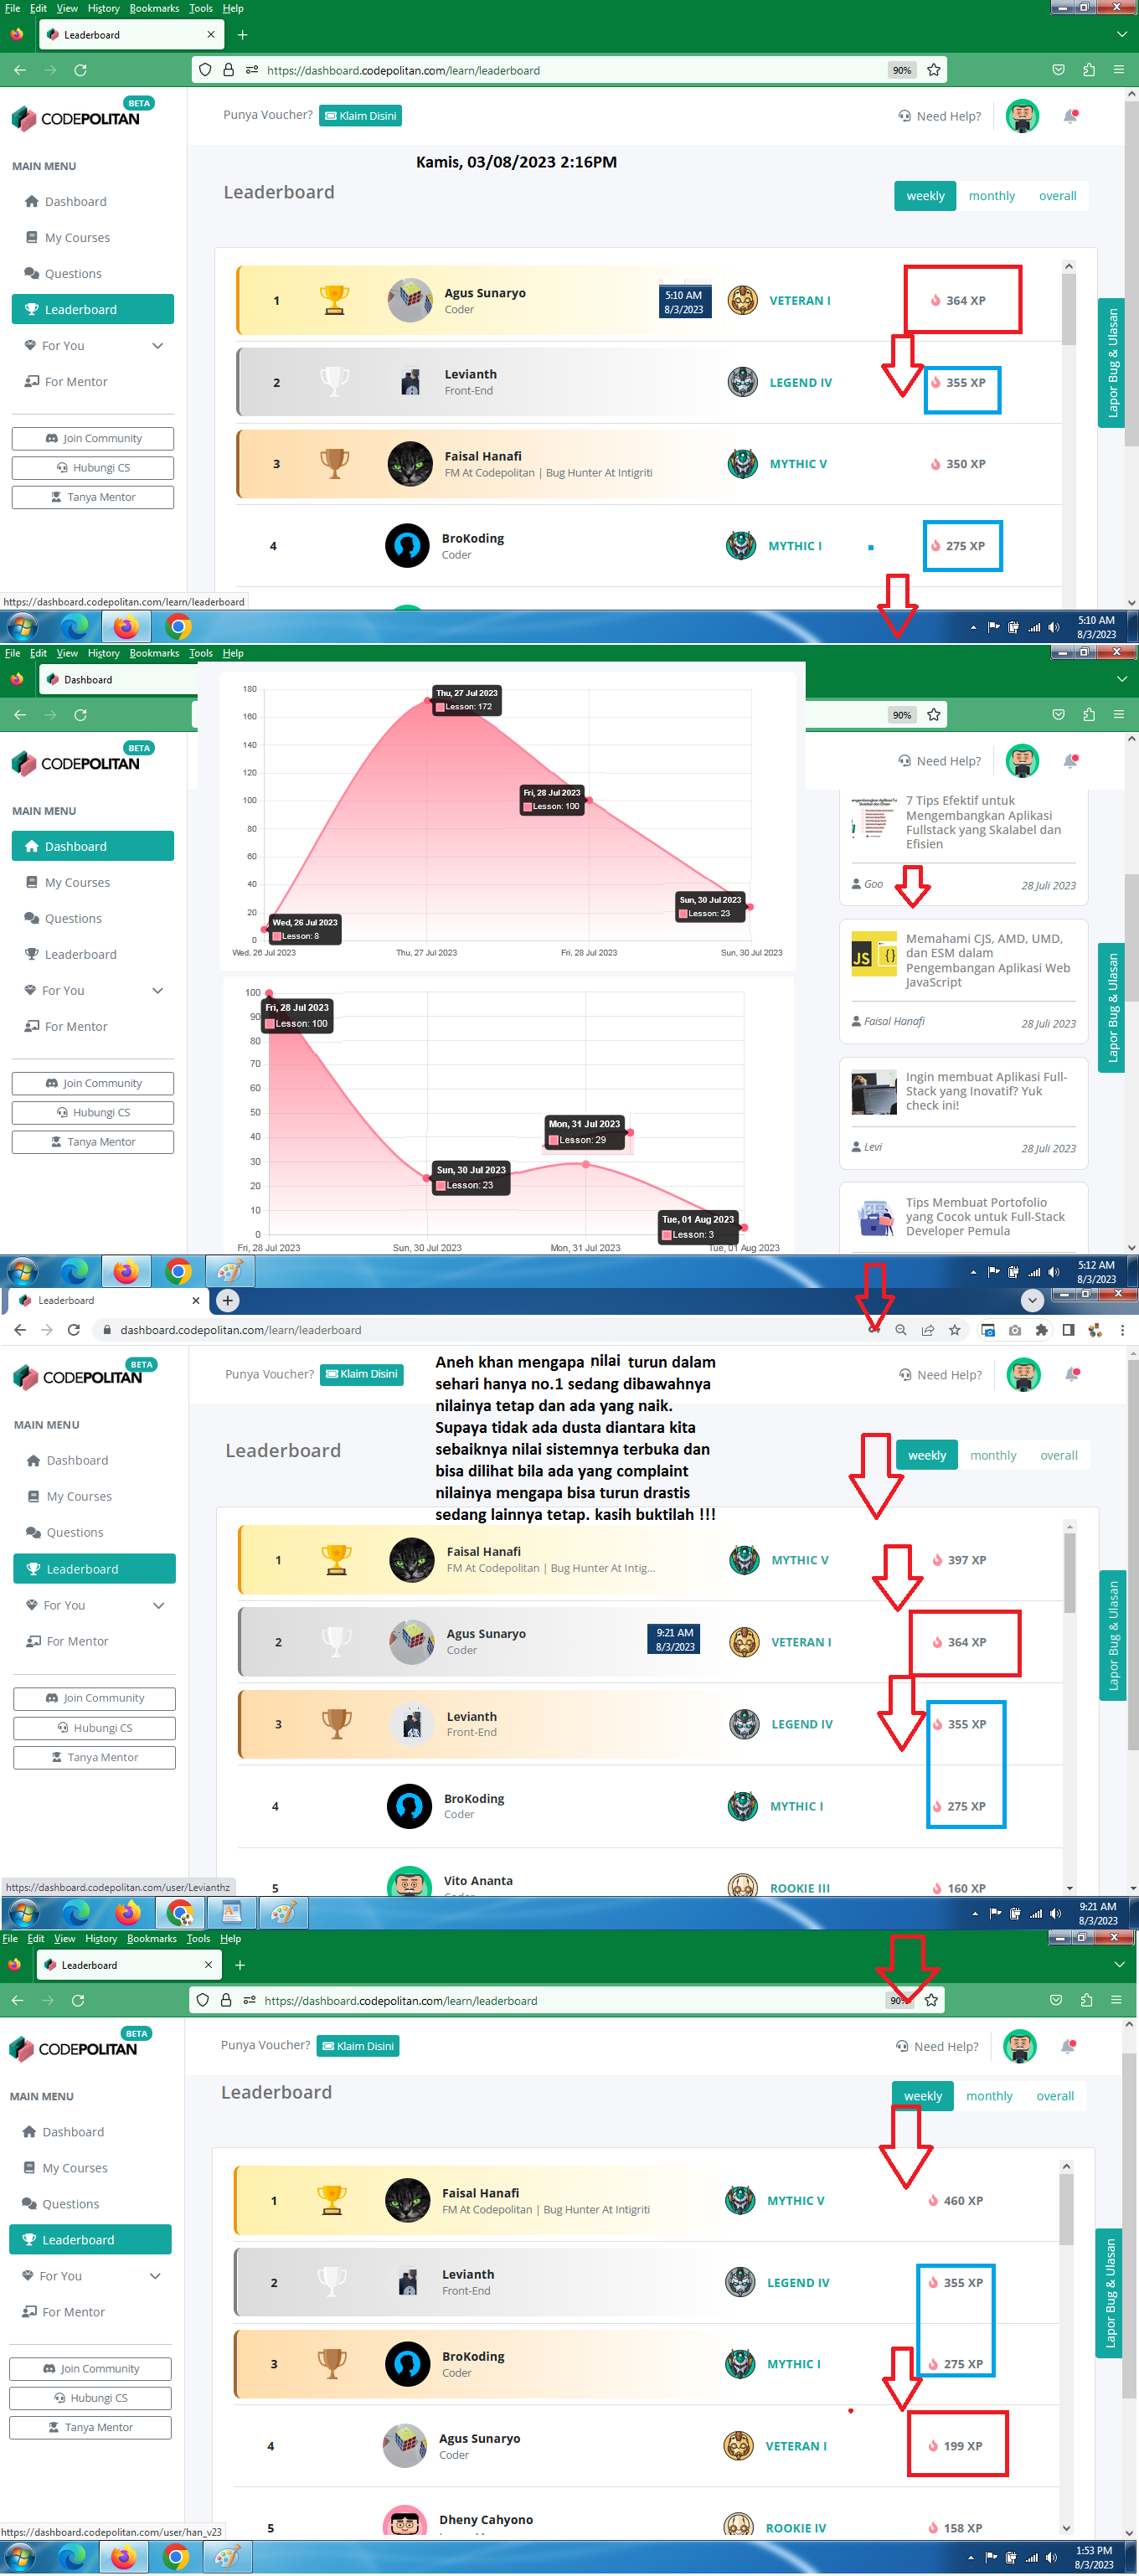 File Edit View History Bookmarks Tools Help
Leaderboard
https://dashboard.codepolitan.com/learn/leaderboard 90%
BETA
CODEPOLITAN
Punya Voucher? Klaim Disini Need Help?
Kamis, 03/08/2023 2:16PM
MAIN MENU
Dashboard
My Courses
Questions
Leaderboard
For You
For Mentor
Join Community
Hubungi CS
Tanya Mentor
Leaderboard weekly monthly overall
1 Agus Sunaryo 5:10 AM VETERAN I 364 XP
Coder 8/3/2023
2 Levianth LEGEND IV 355 XP
Front-End
3 Faisal Hanafi MYTHIC V 350 XP
FM At Codepolitan | Bug Hunter At Intigriti
4 BroKoding MYTHIC I 275 XP
Coder
Lapor Bug & Ulasan
https://dashboard.codepolitan.com/learn/leaderboard
5:10 AM
8/3/2023
File Edit View History Bookmarks Tools Help
Dashboard
90%
BETA
CODEPOLITAN
Need Help?
MAIN MENU
Dashboard
My Courses
Questions
Leaderboard
For You
For Mentor
Join Community
Hubungi CS
Tanya Mentor
180
160
140
120
100
80
60
40
20
0
Thu, 27 Jul 2023
Lesson: 172
Fri, 28 Jul 2023
Lesson: 100
Sun, 30 Jul 2023
Lesson: 23
Wed, 26 Jul 2023
Lesson: 8
Wed, 26 Jul 2023 Thu, 27 Jul 2023 Fri, 28 Jul 2023 Sun, 30 Jul 2023
100
90
80
70
60
50
40
30
20
10
0
Fri, 28 Jul 2023
Lesson: 100
Mon, 31 Jul 2023
Lesson: 29
Sun, 30 Jul 2023
Lesson: 23
Tue, 01 Aug 2023
Lesson: 3
Fri, 28 Jul 2023 Sun, 30 Jul 2023 Mon, 31 Jul 2023 Tue, 01 Aug 2023
7 Tips Efektif untuk
Mengembangkan Aplikasi
Fullstack yang Skalabel dan
Efisien
Goo 28 Juli 2023
JS {}
Memahami CJS, AMD, UMD,
dan ESM dalam
Pengembangan Aplikasi Web
JavaScript
Faisal Hanafi 28 Juli 2023
Ingin membuat Aplikasi Full-
Stack yang Inovatif? Yuk
check ini!
Levi 28 Juli 2023
Tips Membuat Portofolio
yang Cocok untuk Full-Stack
Developer Pemula
Lapor Bug & Ulasan
5:12 AM
8/3/2023
Leaderboard
dashboard.codepolitan.com/learn/leaderboard
BETA
CODEPOLITAN
Punya Voucher? Klaim Disini Need Help?
Aneh khan mengapa nilai turun dalam
sehari hanya no.1 sedang dibawahnya
nilainya tetap dan ada yang naik.
Supaya tidak ada dusta diantara kita
sebaiknya nilai sistemnya terbuka dan
bisa dilihat bila ada yang complaint
nilainya mengapa bisa turun drastis
sedang lainnya tetap. kasih buktilah !!!
MAIN MENU
Dashboard
My Courses
Questions
Leaderboard
For You
For Mentor
Join Community
Hubungi CS
Tanya Mentor
Leaderboard weekly monthly overall
1 Faisal Hanafi MYTHIC V 397 XP
FM At Codepolitan | Bug Hunter At Intig...
2 Agus Sunaryo 9:21 AM VETERAN I 364 XP
Coder 8/3/2023
3 Levianth LEGEND IV 355 XP
Front-End
4 BroKoding MYTHIC I 275 XP
Coder
5 Vito Ananta ROOKIE III 160 XP
Lapor Bug & Ulasan
https://dashboard.codepolitan.com/user/Levianthz
9:21 AM
8/3/2023
File Edit View History Bookmarks Tools Help
Leaderboard
https://dashboard.codepolitan.com/learn/leaderboard 90%
BETA
CODEPOLITAN
Punya Voucher? Klaim Disini Need Help?
MAIN MENU
Dashboard
My Courses
Questions
Leaderboard
For You
For Mentor
Join Community
Hubungi CS
Tanya Mentor
Leaderboard weekly monthly overall
1 Faisal Hanafi MYTHIC V 460 XP
FM At Codepolitan | Bug Hunter At Intigriti
2 Levianth LEGEND IV 355 XP
Front-End
3 BroKoding MYTHIC I 275 XP
Coder
4 Agus Sunaryo VETERAN I 199 XP
Coder
5 Dheny Cahyono ROOKIE IV 158 XP
Lapor Bug & Ulasan
https://dashboard.codepolitan.com/user/han_v23
1:53 PM
8/3/2023